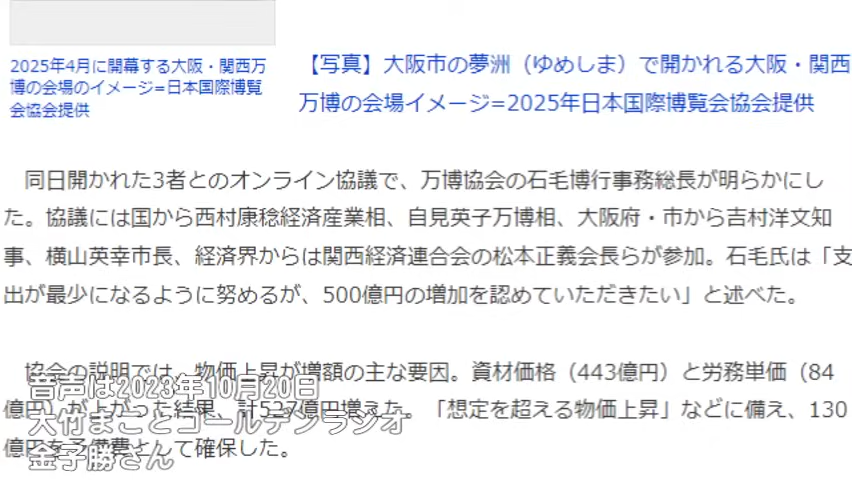 2025年4月に開幕する大阪・関西万
博の会場のイメージ=日本国際博覧
会協会提供
【写真】大阪市の夢洲（ゆめしま）で開かれる大阪・関西
万博の会場イメージ=2025年日本国際博覧会協会提供
同日開かれた3者とのオンライン協議で、万博協会の石毛博行事務総長が明らかにし
た。協議には国から西村康稔経済産業相、自見英子万博相、大阪府・市から吉村洋文知
事、横山英幸市長、経済界からは関西経済連合会の松本正義会長らが参加。石毛氏は「支
出が最少になるように努めるが、500億円の増加を認めていただきたい」と述べた。
協会の説明では、物価上昇が増額の主な要因。資材価格（443億円）と労務単価（84
億円）が上がった結果、計527億円増えた。「想定を超える物価上昇」などに備え、130
億円を予備費として確保した。
音声は2023年10月20日
大竹まことゴールデンラジオ
金子勝さん